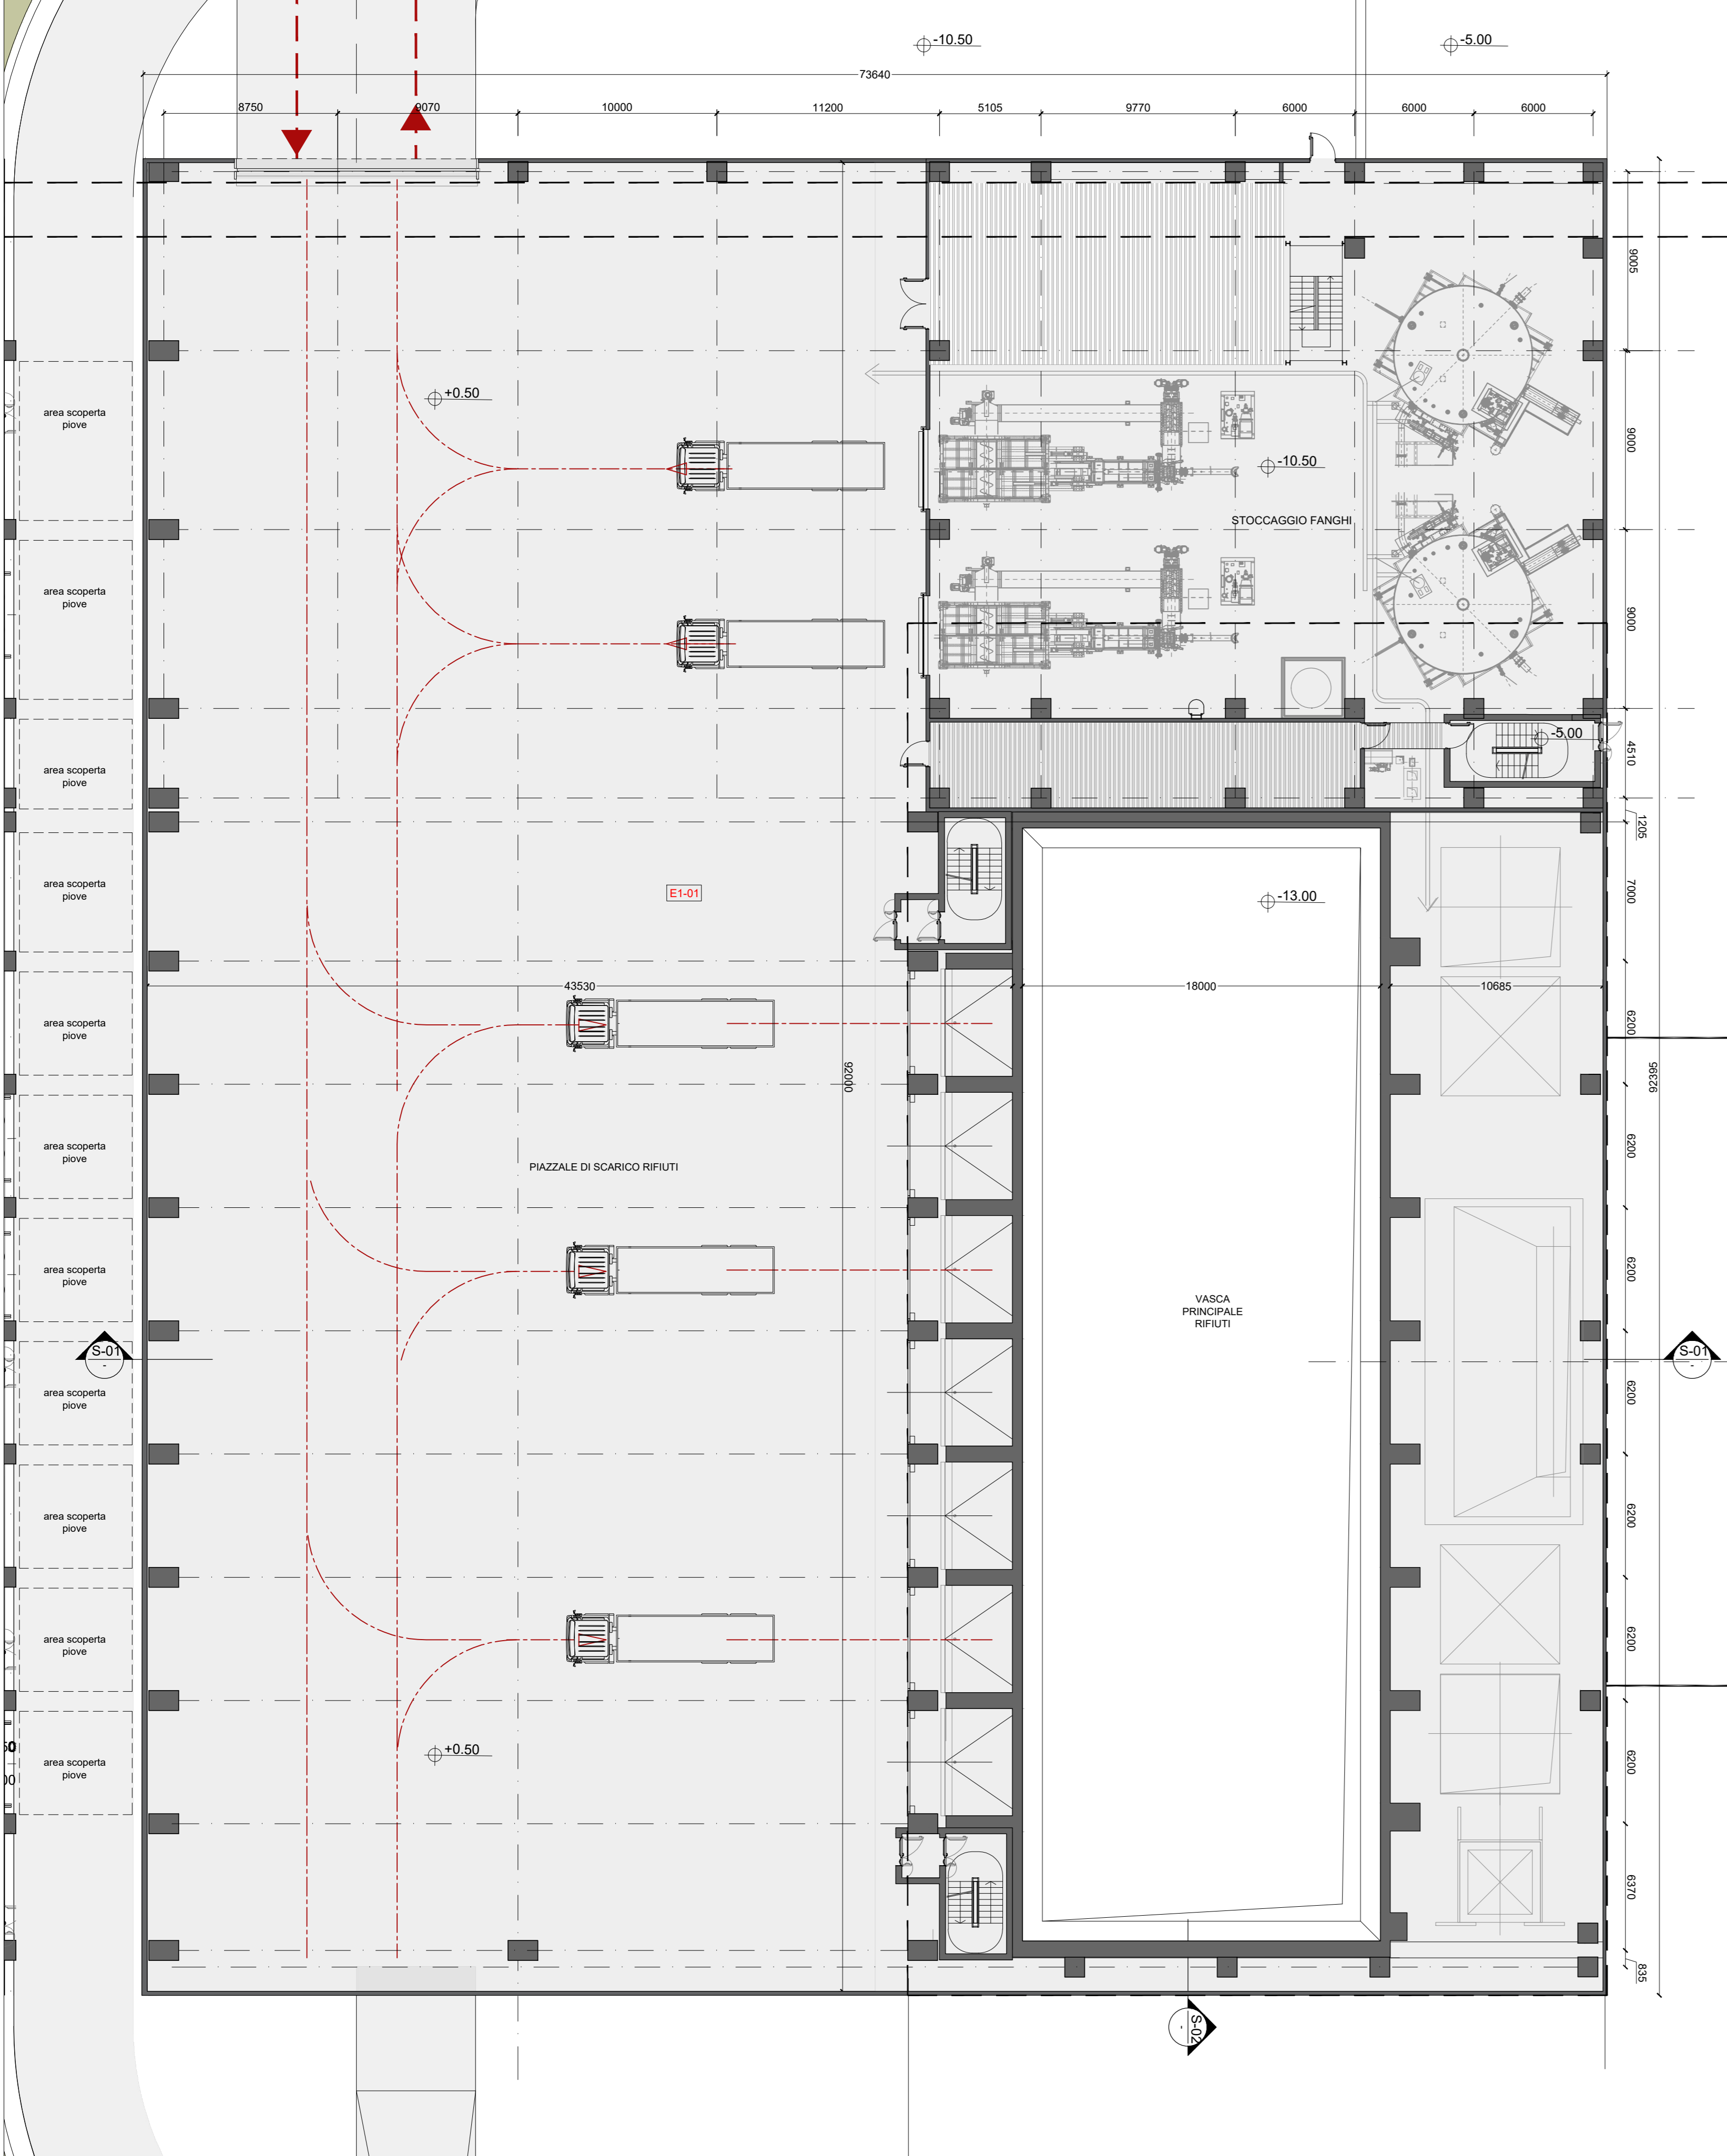 -10.50
-5.00
73640
8750
9070
10000
11200
5105
9770
6000
6000
6000
9005
+0.50
area scoperta
piove
9000
-10.50
STOCCAGGIO FANGHI
area scoperta
piove
9000
-5.00
4510
area scoperta
piove
1205
area scoperta
piove
E1-01
-13.00
7000
43530
18000
10685
area scoperta
piove
6200
92000
92395
area scoperta
piove
6200
PIAZZALE DI SCARICO RIFIUTI
area scoperta
piove
6200
VASCA
PRINCIPALE
RIFIUTI
S-01
-
S-01
-
area scoperta
piove
6200
area scoperta
piove
6200
area scoperta
piove
6200
+0.50
area scoperta
piove
6200
6370
835
S-02
-